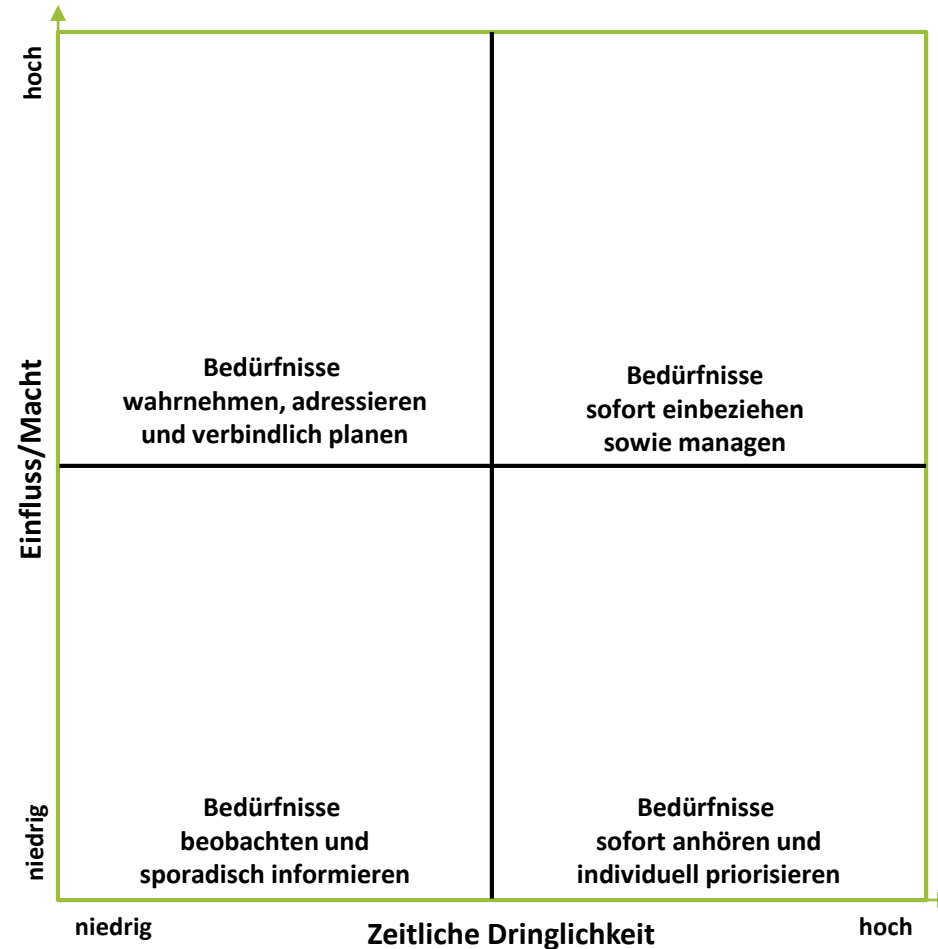 hoch
Einfluss/Macht
niedrig
Bedürfnisse
wahrnehmen, adressieren
und verbindlich planen
Bedürfnisse
sofort einbeziehen
sowie managen
Bedürfnisse
beobachten und
sporadisch informieren
Bedürfnisse
sofort anhören und
individuell priorisieren
niedrig
Zeitliche Dringlichkeit
hoch